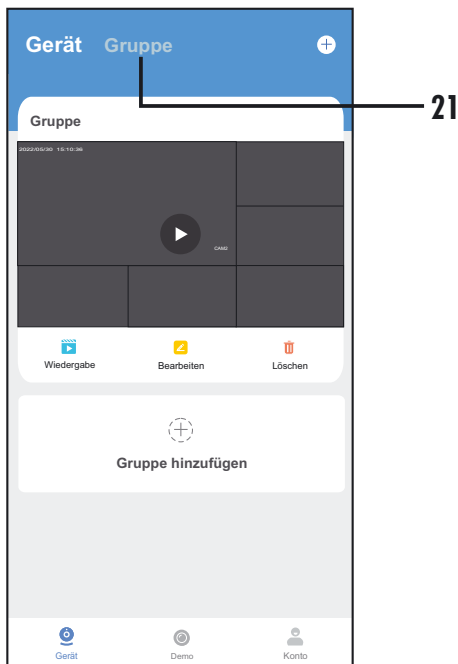 Gerät Gruppe
21
Gruppe
2022/05/30 15:10:36
CAM2
Wiedergabe Bearbeiten Löschen
Gruppe hinzufügen
Gerät Demo Konto